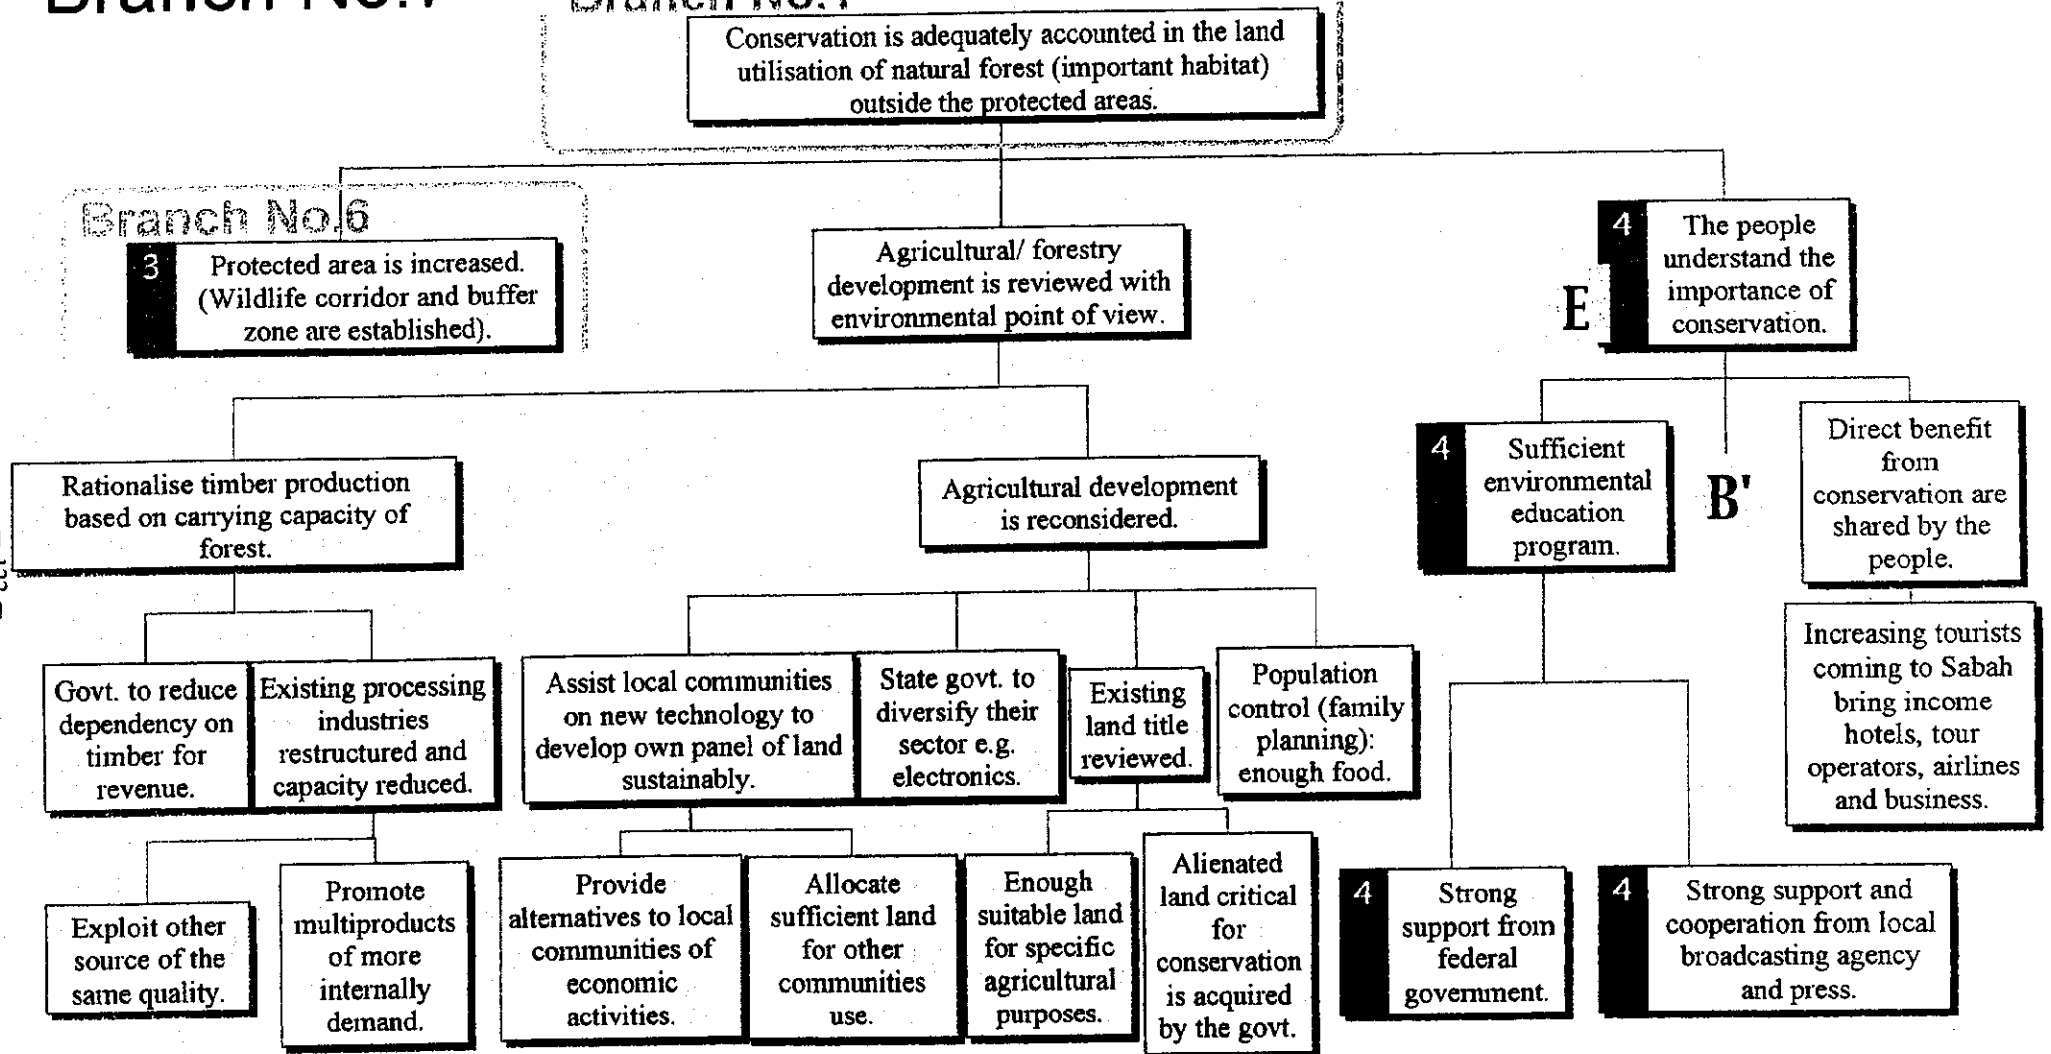 Branch No.7
Branch No.7
Conservation is adequately accounted in the land
utilisation of natural forest (important habitat)
outside the protected areas.
Branch No.6
3
Protected area is increased.
(Wildlife corridor and buffer
zone are established).
Agricultural/ forestry
development is reviewed with
environmental point of view.
E
4
The people
understand the
importance of
conservation.
Rationalise timber production
based on carrying capacity of
forest.
Agricultural development
is reconsidered.
4
Sufficient
environmental
education
program.
B'
Direct benefit
from
conservation are
shared by the
people.
Govt. to reduce
dependency on
timber for
revenue.
Existing processing
industries
restructured and
capacity reduced.
Assist local communities
on new technology to
develop own panel of land
sustainably.
State govt. to
diversify their
sector e.g.
electronics.
Existing
land title
reviewed.
Population
control (family
planning):
enough food.
Increasing tourists
coming to Sabah
bring income
hotels, tour
operators, airlines
and business.
Exploit other
source of the
same quality.
Promote
multiproducts
of more
internally
demand.
Provide
alternatives to local
communities of
economic
activities.
Allocate
sufficient land
for other
communities
use.
Enough
suitable land
for specific
agricultural
purposes.
Alienated
land critical
for
conservation
is acquired
by the govt.
4
Strong
support from
federal
government.
4
Strong support and
cooperation from local
broadcasting agency
and press.